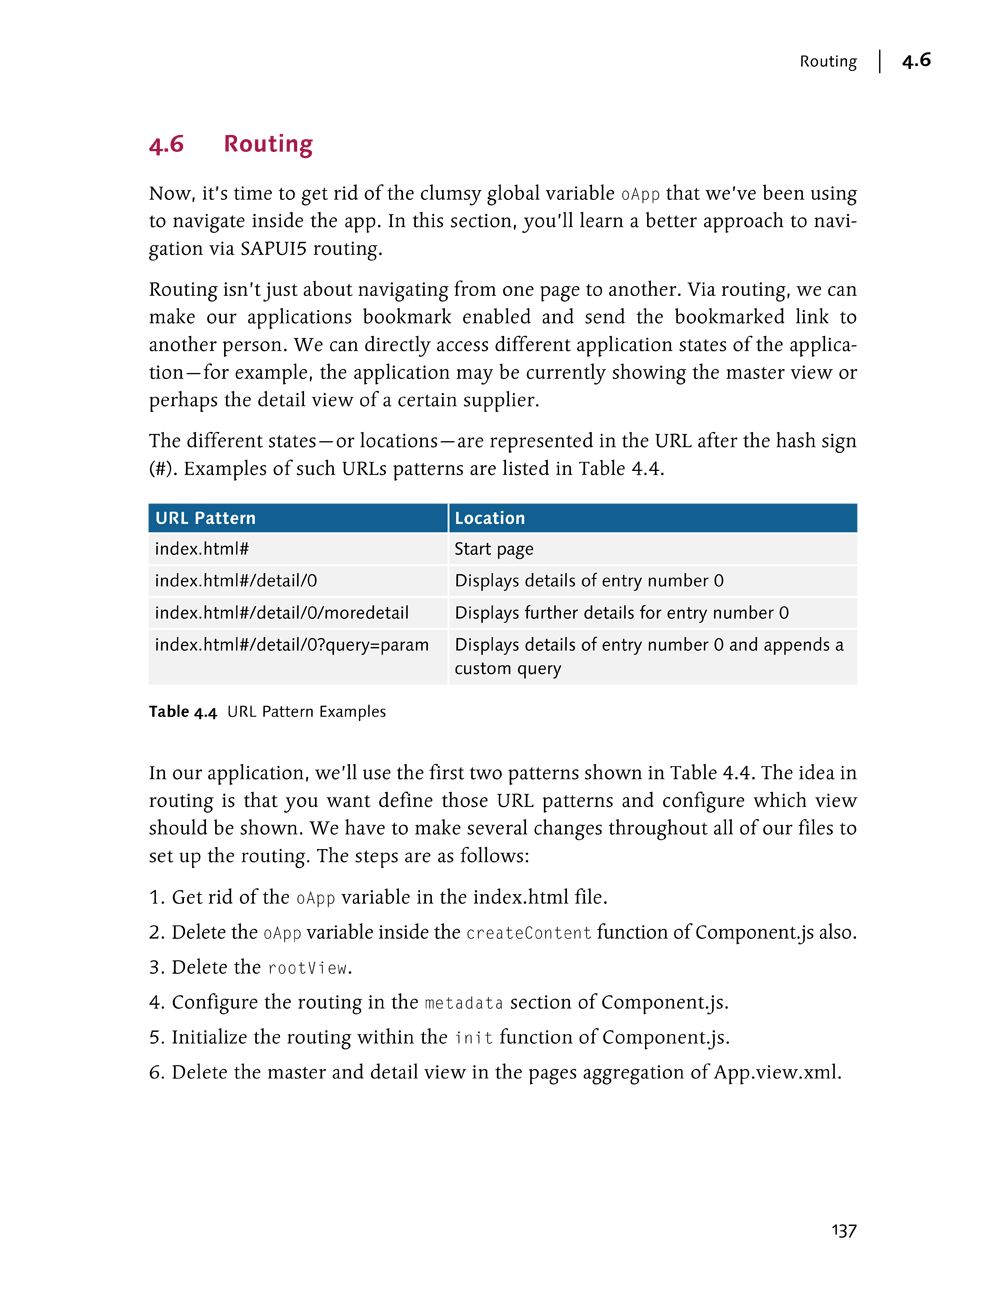 Routing | 4.6
4.6 Routing
Now, it's time to get rid of the clumsy global variable oApp that we've been using
to navigate inside the app. In this section, you'll learn a better approach to navi-
gation via SAPUI5 routing.
Routing isn't just about navigating from one page to another. Via routing, we can
make our applications bookmark enabled and send the bookmarked link to
another person. We can directly access different application states of the applica-
tion—for example, the application may be currently showing the master view or
perhaps the detail view of a certain supplier.
The different states—or locations—are represented in the URL after the hash sign
(#). Examples of such URLs patterns are listed in Table 4.4.
URL Pattern Location
index.html# Start page
index.html#/detail/0 Displays details of entry number 0
index.html#/detail/0/moredetail Displays further details for entry number 0
index.html#/detail/0?query=param Displays details of entry number 0 and appends a
custom query
Table 4.4 URL Pattern Examples
In our application, we'll use the first two patterns shown in Table 4.4. The idea in
routing is that you want define those URL patterns and configure which view
should be shown. We have to make several changes throughout all of our files to
set up the routing. The steps are as follows:
1. Get rid of the oApp variable in the index.html file.
2. Delete the oApp variable inside the createContent function of Component.js also.
3. Delete the rootView.
4. Configure the routing in the metadata section of Component.js.
5. Initialize the routing within the init function of Component.js.
6. Delete the master and detail view in the pages aggregation of App.view.xml.
137